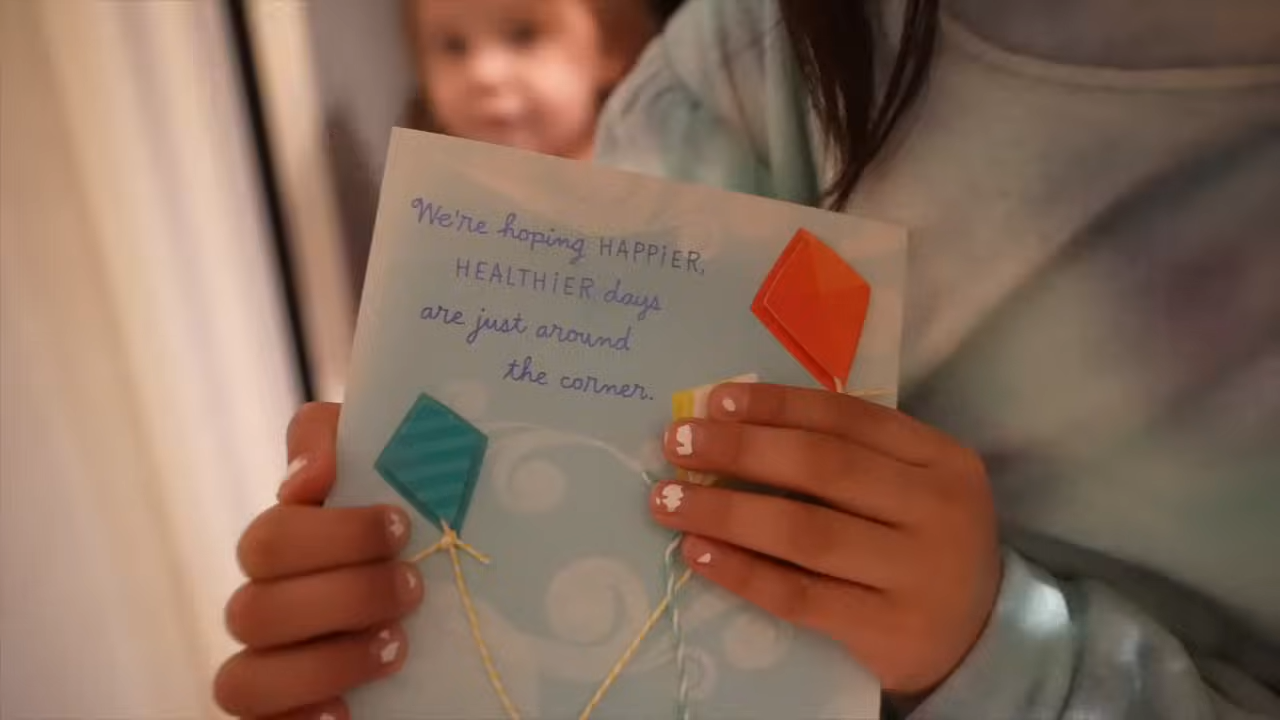 We're hoping HAPPiER,
HEALTHiER days
are just around
the corner.